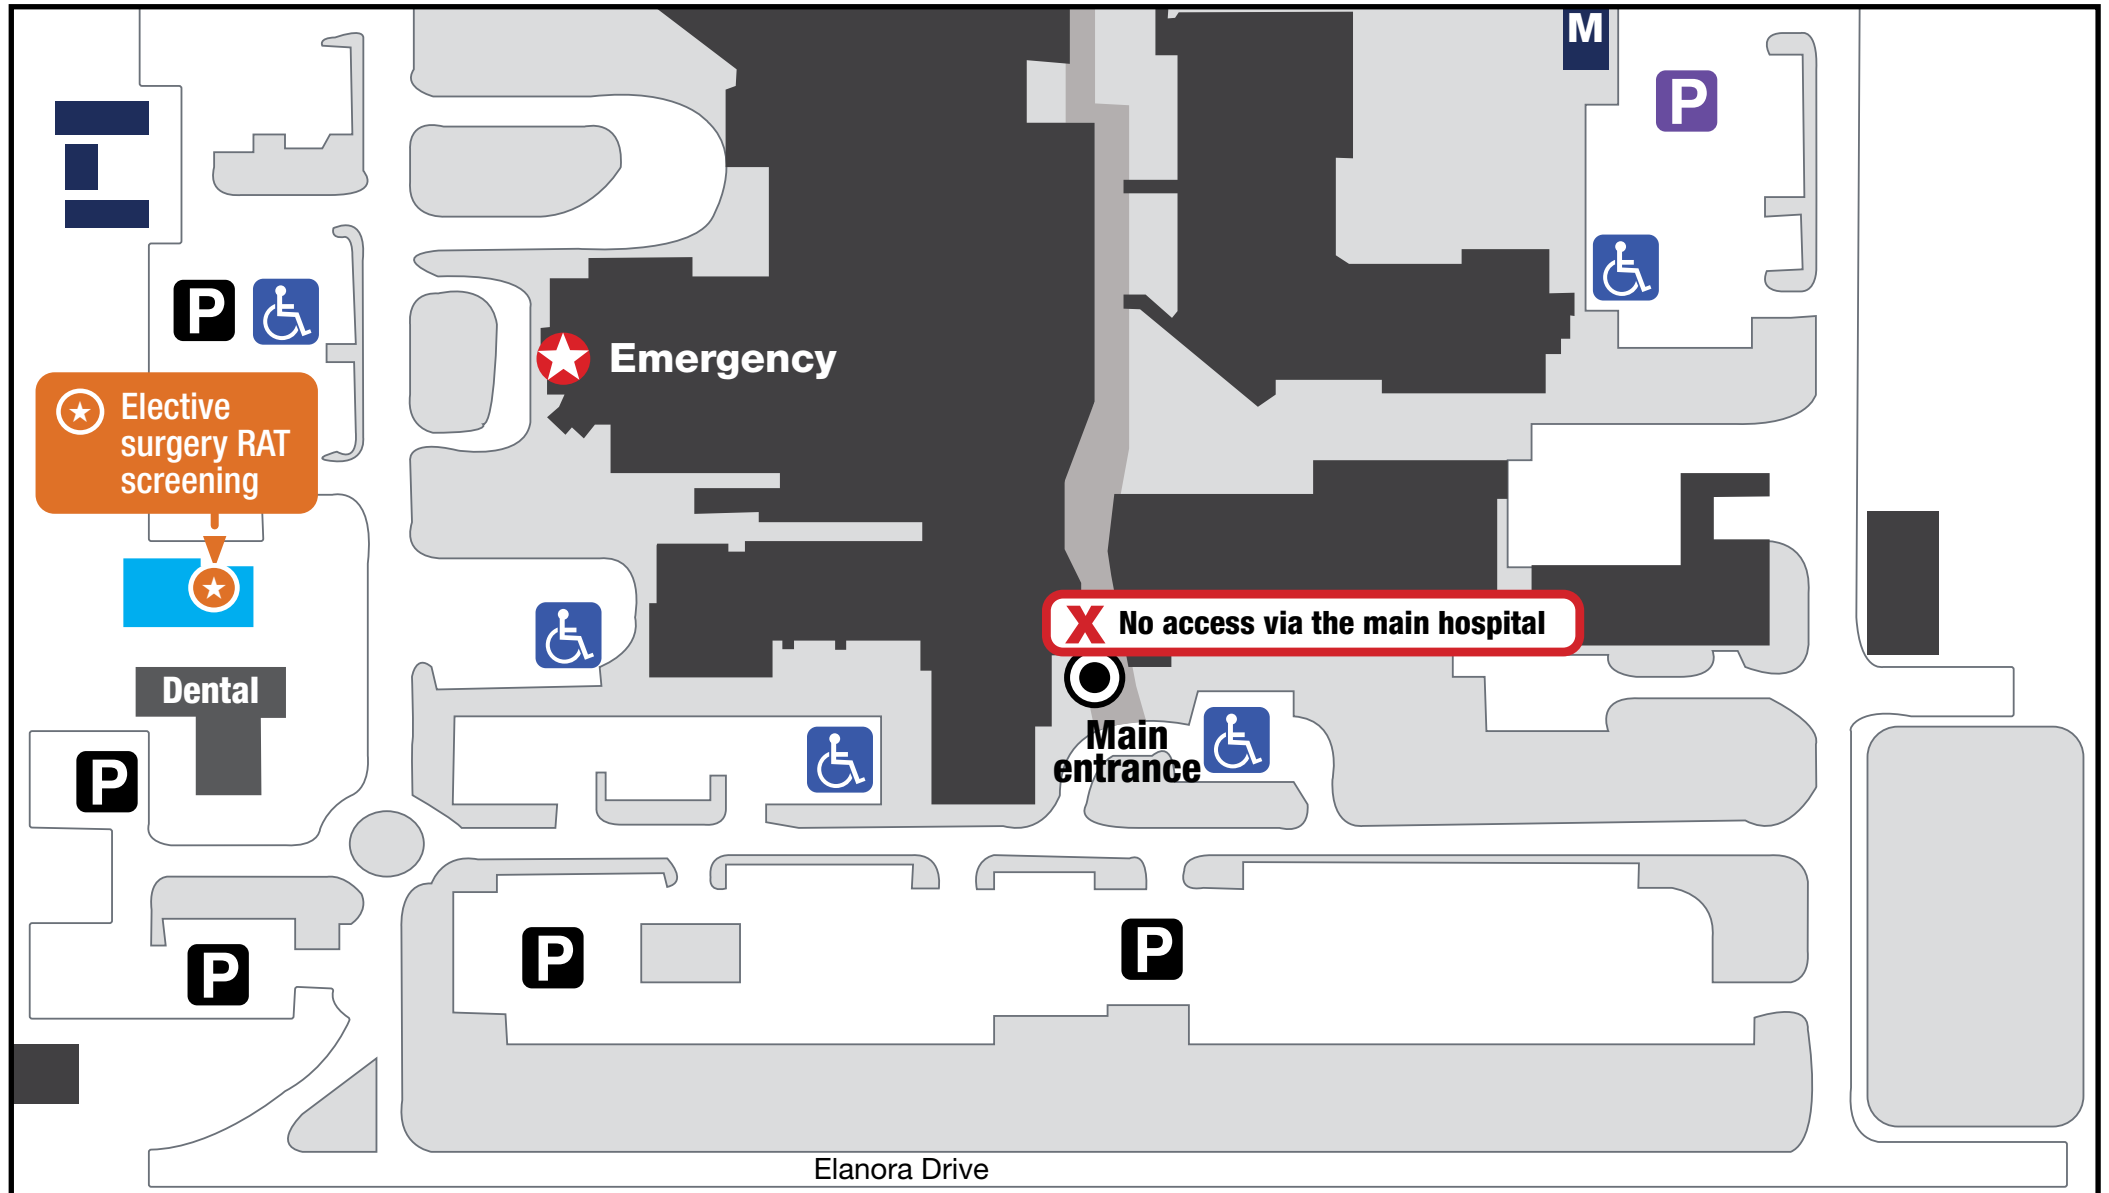 M
P
P
Emergency
Elective
surgery RAT
screening
X No access via the main hospital
Dental
Main
entrance
P
P
P
P
Elanora Drive